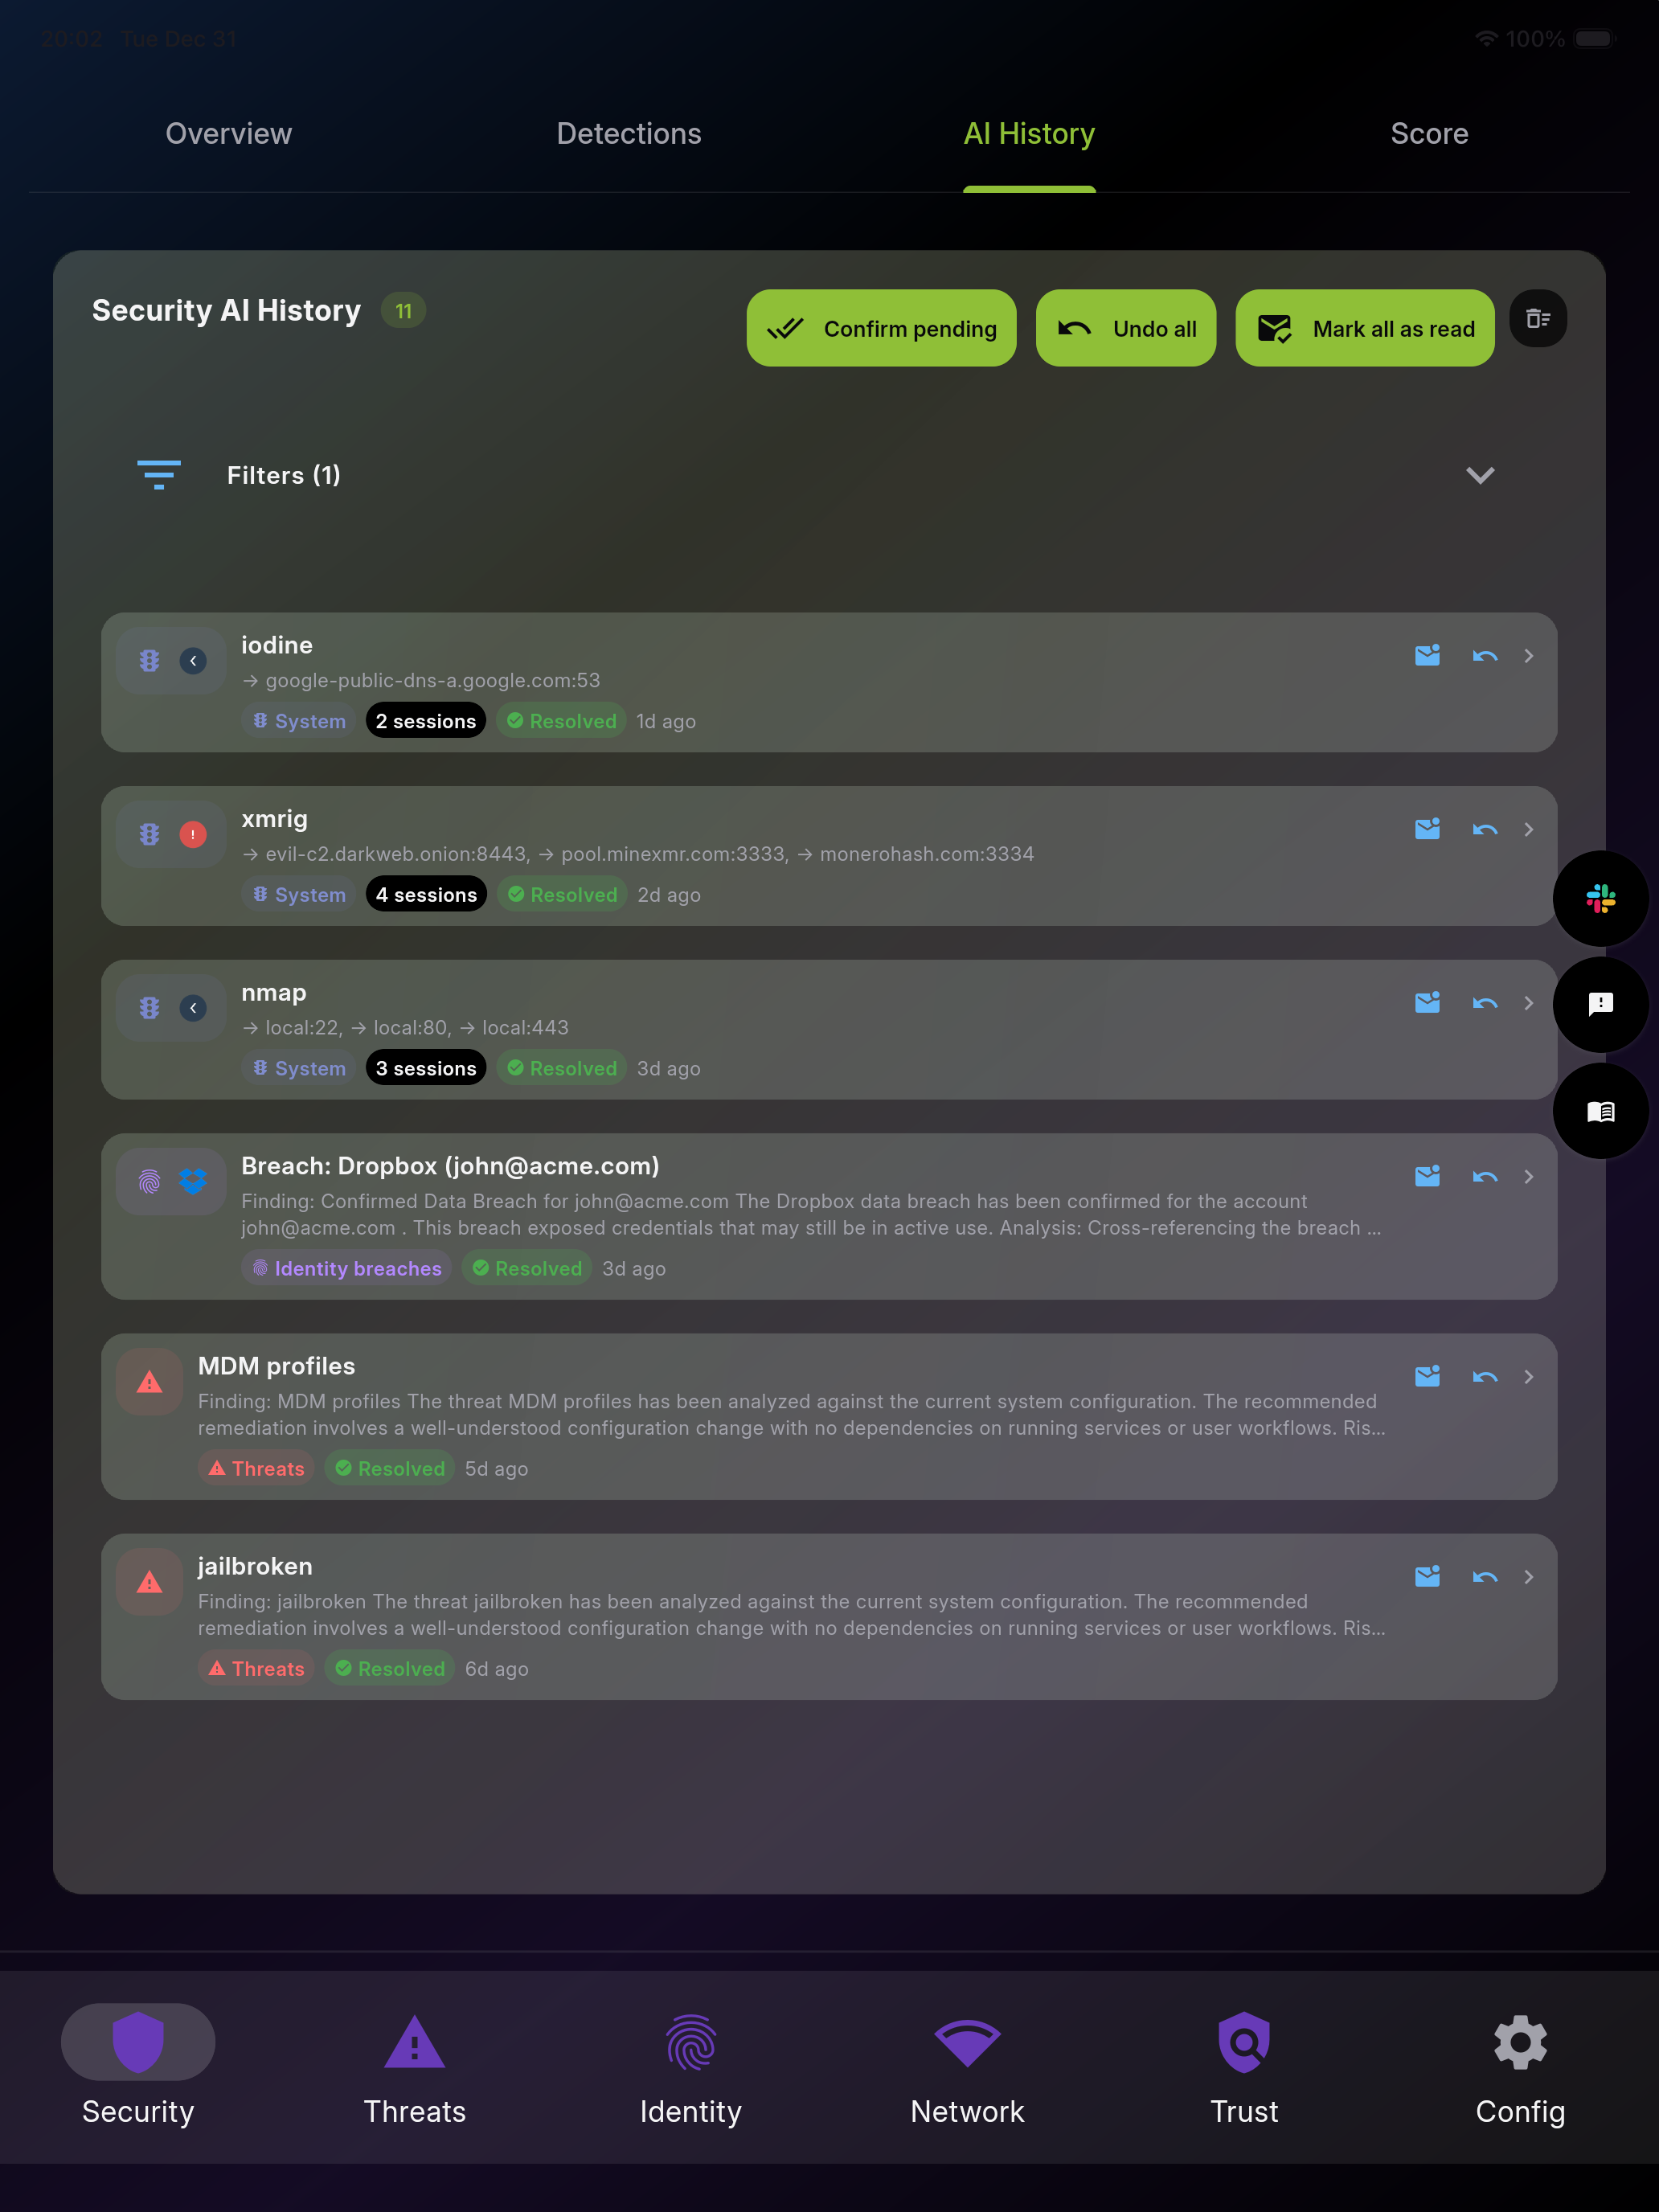 20:02 Tue Dec 31
100%
Overview
Detections
AI History
Score
Security AI History 11
Confirm pending
Undo all
Mark all as read
Filters (1)
iodine
→ google-public-dns-a.google.com:53
System 2 sessions Resolved 1d ago
xmrig
→ evil-c2.darkweb.onion:8443, → pool.minexmr.com:3333, → monerohash.com:3334
System 4 sessions Resolved 2d ago
nmap
→ local:22, → local:80, → local:443
System 3 sessions Resolved 3d ago
Breach: Dropbox (john@acme.com)
Finding: Confirmed Data Breach for john@acme.com The Dropbox data breach has been confirmed for the account
john@acme.com . This breach exposed credentials that may still be in active use. Analysis: Cross-referencing the breach ...
Identity breaches Resolved 3d ago
MDM profiles
Finding: MDM profiles The threat MDM profiles has been analyzed against the current system configuration. The recommended
remediation involves a well-understood configuration change with no dependencies on running services or user workflows. Ris...
Threats Resolved 5d ago
jailbroken
Finding: jailbroken The threat jailbroken has been analyzed against the current system configuration. The recommended
remediation involves a well-understood configuration change with no dependencies on running services or user workflows. Ris...
Threats Resolved 6d ago
Security
Threats
Identity
Network
Trust
Config